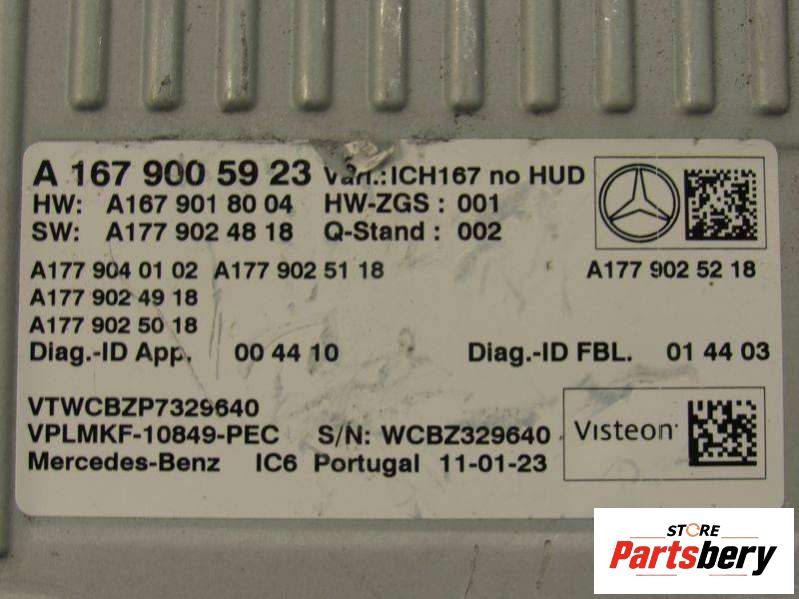 A 167 900 59 23 Vari.:ICH167 no HUD
HW: A167 901 80 04 HW-ZGS : 001
SW: A177 902 48 18 Q-Stand : 002
A177 904 01 02 A177 902 51 18 A177 902 52 18
A177 902 49 18
A177 902 50 18
Diag.-ID App. 00 44 10 Diag.-ID FBL. 01 44 03
VTWCBZP7329640
VPLMKF-10849-PEC S/N: WCBZ329640 Visteon
Mercedes-Benz IC6 Portugal 11-01-23
STORE
Partsbery